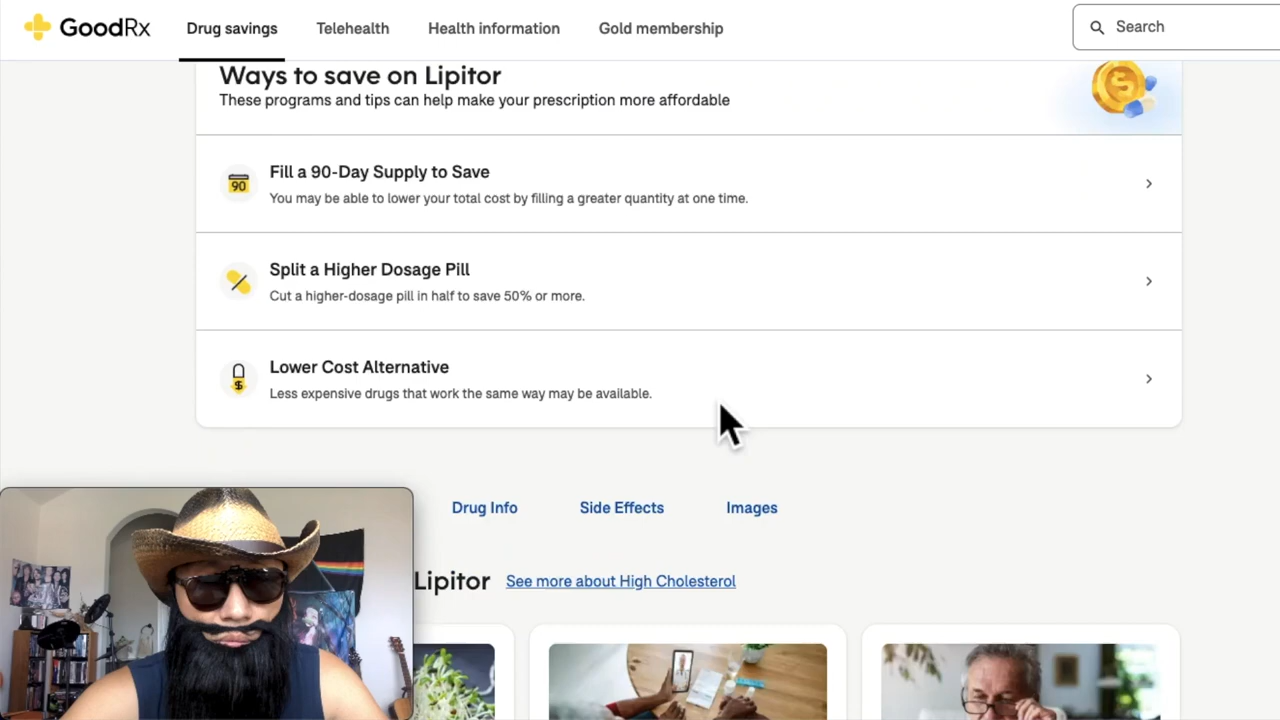 GoodRx
Drug savings
Telehealth
Health information
Gold membership
Search
Ways to save on Lipitor
These programs and tips can help make your prescription more affordable
90
Fill a 90-Day Supply to Save
You may be able to lower your total cost by filling a greater quantity at one time.
Split a Higher Dosage Pill
Cut a higher-dosage pill in half to save 50% or more.
$
Lower Cost Alternative
Less expensive drugs that work the same way may be available.
Drug Info
Side Effects
Images
Lipitor
See more about High Cholesterol